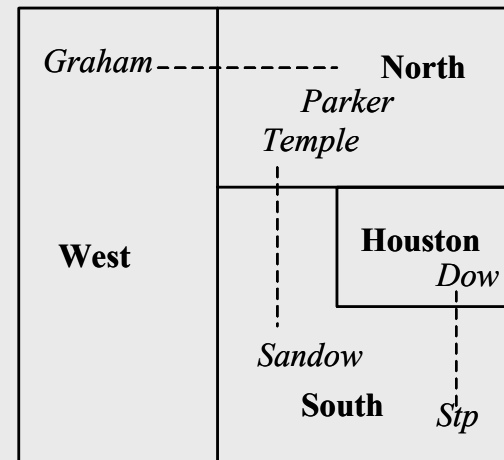 Graham
North
Parker
Temple
West
Houston
Dow
Sandow
South
Stp